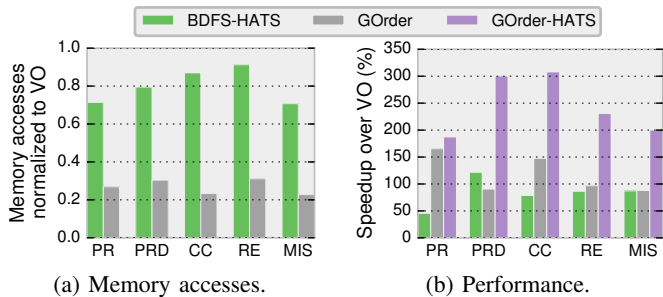 BDFS-HATS GOrder GOrder-HATS
Memory accesses
normalized to VO
1.0
0.8
0.6
0.4
0.2
0.0
PR PRD CC RE MIS
(a) Memory accesses.
Speedup over VO (%)
350
300
250
200
150
100
50
0
PR PRD CC RE MIS
(b) Performance.